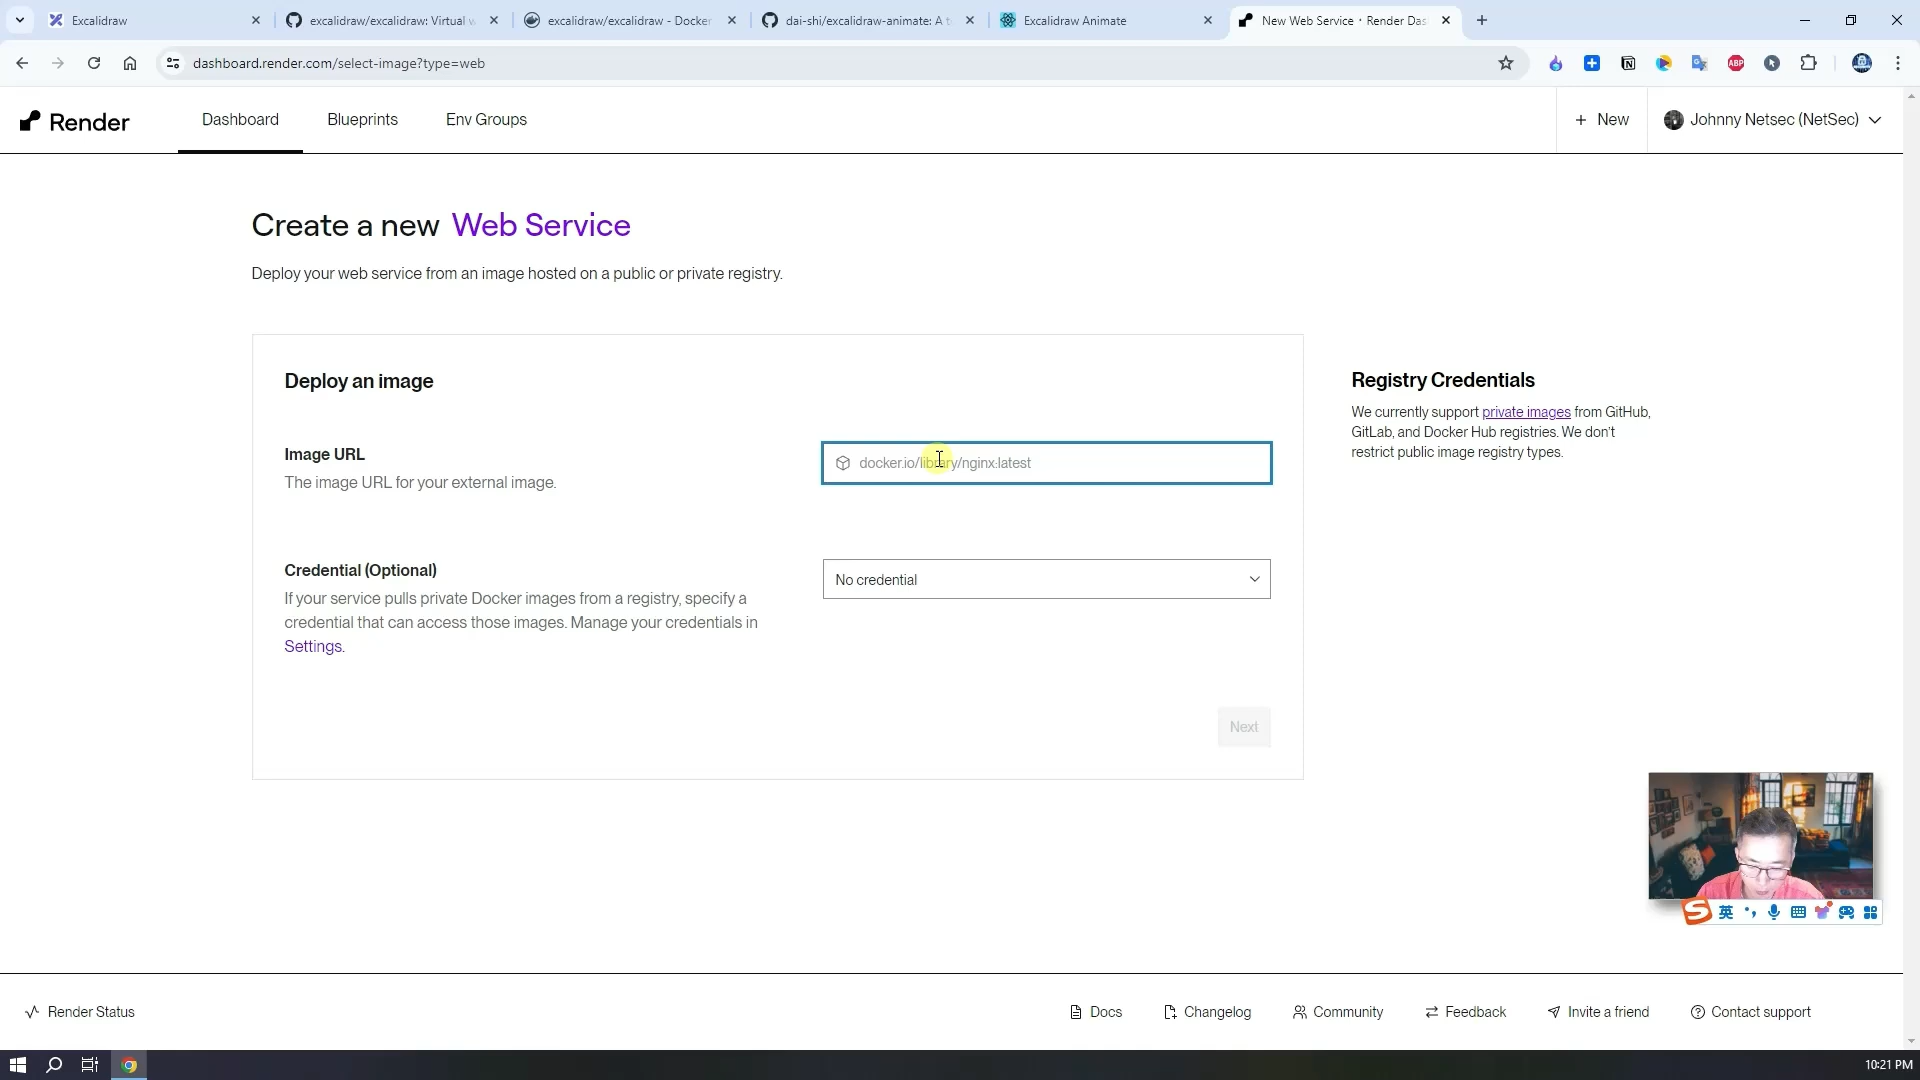 Excalidraw
excalidraw/excalidraw: Virtual w
excalidraw/excalidraw - Docker
dai-shi/excalidraw-animate: A to
Excalidraw Animate
New Web Service · Render Das
dashboard.render.com/select-image?type=web
ABP
Render
Dashboard
Blueprints
Env Groups
+ New
Johnny Netsec (NetSec)
Create a new Web Service
Deploy your web service from an image hosted on a public or private registry.
Deploy an image
Image URL
The image URL for your external image.
docker.io/library/nginx:latest
Credential (Optional)
If your service pulls private Docker images from a registry, specify a
credential that can access those images. Manage your credentials in
Settings.
No credential
Next
Registry Credentials
We currently support private images from GitHub,
GitLab, and Docker Hub registries. We don't
restrict public image registry types.
英
Render Status
Docs
Changelog
Community
Feedback
Invite a friend
Contact support
10:21 PM